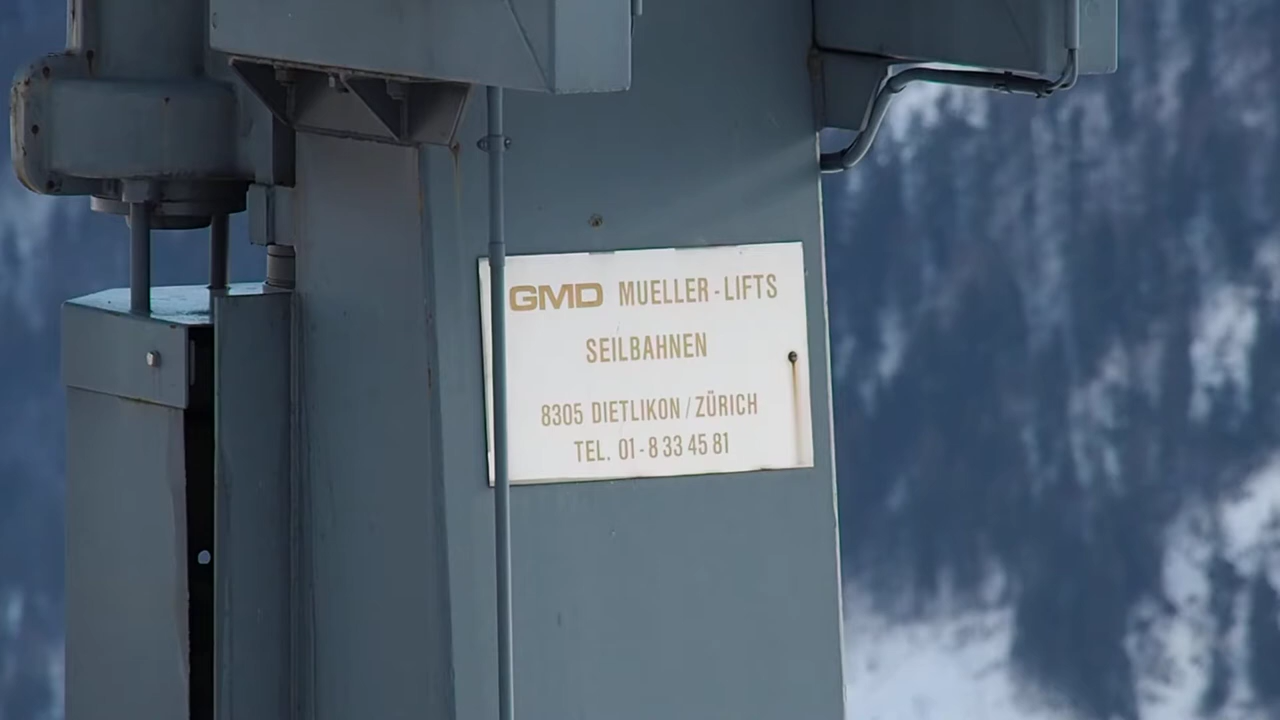 GMD MUELLER-LIFTS
SEILBAHNEN
8305 DIETLIKON/ZÜRICH
TEL. 01-8 33 45 81